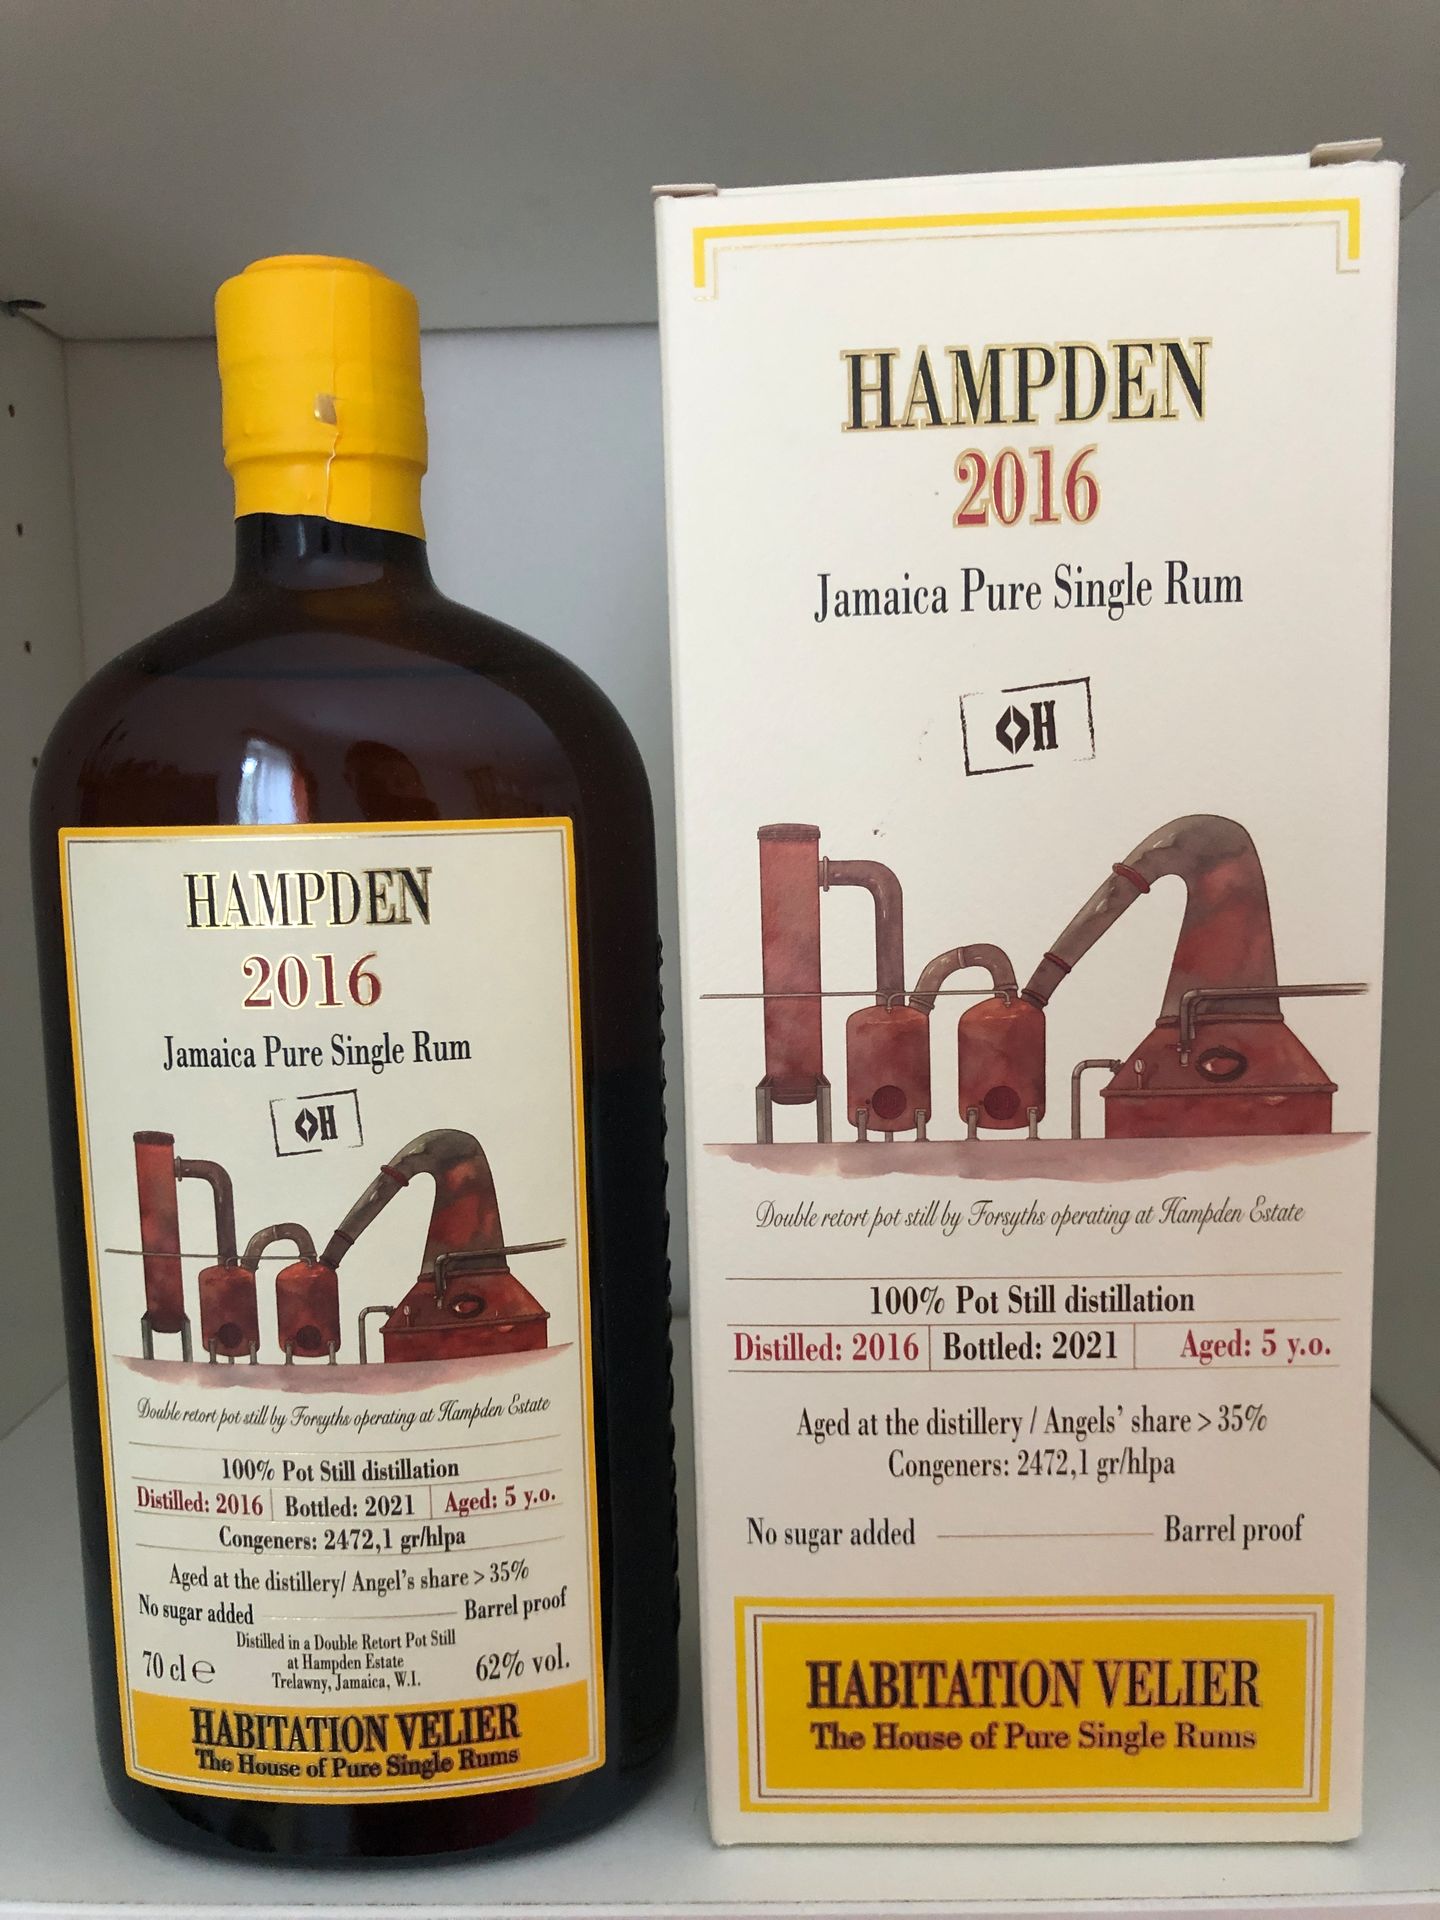 HAMPDEN
2016
Jamaica Pure Single Rum
◇H
Double retort pot still by Forsyths operating at Hampden Estate
100% Pot Still distillation
Distilled: 2016 Bottled: 2021 Aged: 5 y.o.
Congeners: 2472,1 gr/hlpa
Aged at the distillery/ Angel's share > 35%
No sugar added Barrel proof
Distilled in a Double Retort Pot Still
70 cl ℮ at Hampden Estate 62% vol.
Trelawny, Jamaica, W.I.
HABITATION VELIER
The House of Pure Single Rums
HAMPDEN
2016
Jamaica Pure Single Rum
◇H
Double retort pot still by Forsyths operating at Hampden Estate
100% Pot Still distillation
Distilled: 2016 Bottled: 2021 Aged: 5 y.o.
Aged at the distillery / Angels' share > 35%
Congeners: 2472,1 gr/hlpa
No sugar added Barrel proof
HABITATION VELIER
The House of Pure Single Rums